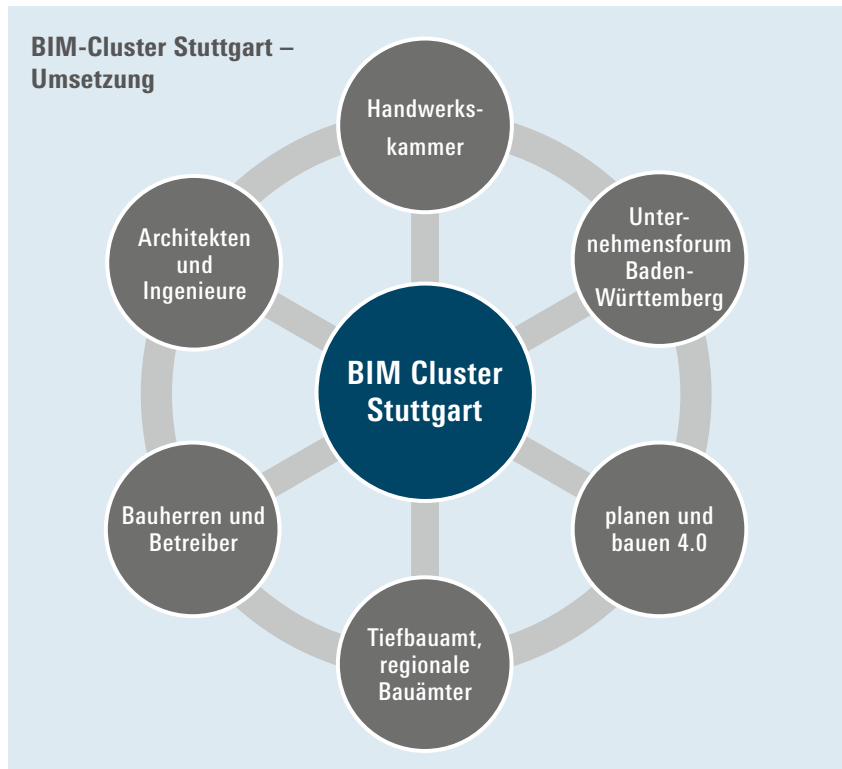 BIM-Cluster Stuttgart –
Umsetzung
Handwerks-
kammer
Unter-
nehmensforum
Baden-
Württemberg
planen und
bauen 4.0
Tiefbauamt,
regionale
Bauämter
Bauherren und
Betreiber
Architekten
und
Ingenieure
BIM Cluster
Stuttgart